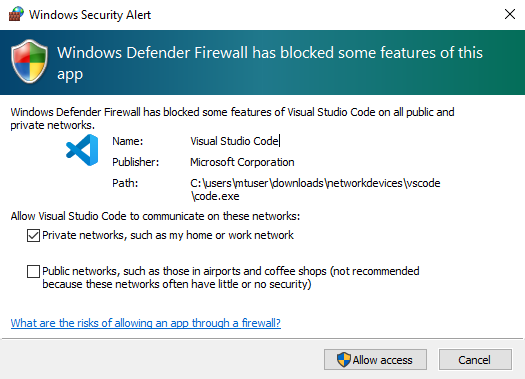 Windows Security Alert
Windows Defender Firewall has blocked some features of this
app
Windows Defender Firewall has blocked some features of Visual Studio Code on all public and
private networks.
Name: Visual Studio Code
Publisher: Microsoft Corporation
Path: C:\users\mtuser\downloads\networkdevices\vscode
\code.exe
Allow Visual Studio Code to communicate on these networks:
Private networks, such as my home or work network
Public networks, such as those in airports and coffee shops (not recommended
because these networks often have little or no security)
What are the risks of allowing an app through a firewall?
Allow access Cancel